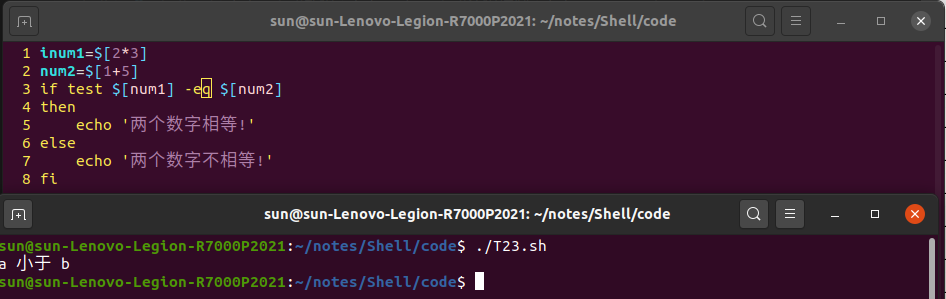 sun@sun-Lenovo-Legion-R7000P2021: ~/notes/Shell/code
1 inum1=$[2*3]
2 num2=$[1+5]
3 if test $[num1] -eq $[num2]
4 then
5     echo '两个数字相等!'
6 else
7     echo '两个数字不相等!'
8 fi
sun@sun-Lenovo-Legion-R7000P2021: ~/notes/Shell/code
sun@sun-Lenovo-Legion-R7000P2021:~/notes/Shell/code$ ./T23.sh
a 小于 b
sun@sun-Lenovo-Legion-R7000P2021:~/notes/Shell/code$